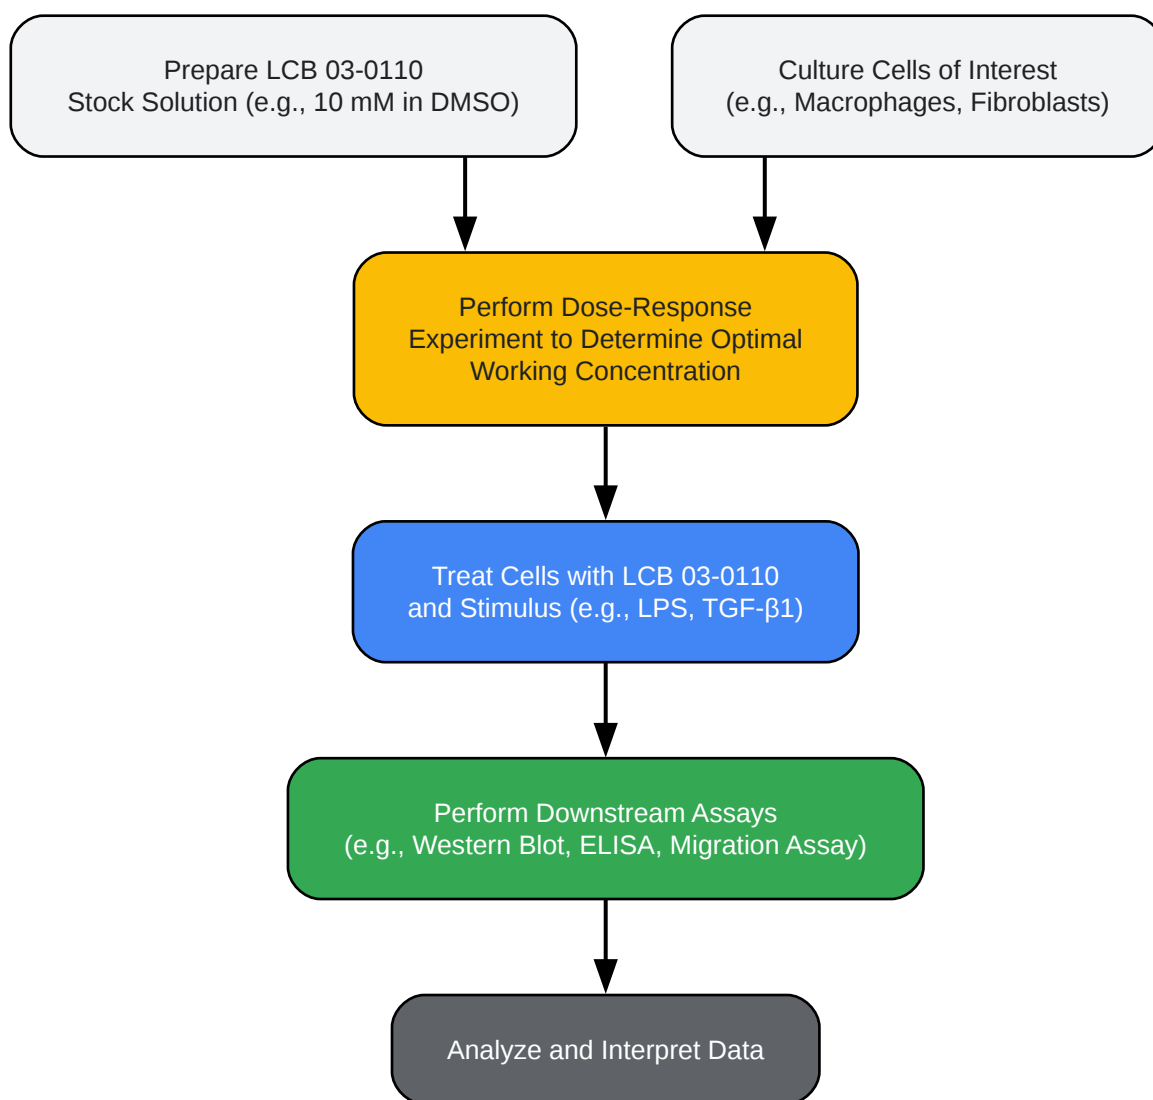 Prepare LCB 03-0110
Stock Solution (e.g., 10 mM in DMSO)
Culture Cells of Interest
(e.g., Macrophages, Fibroblasts)
Perform Dose-Response
Experiment to Determine Optimal
Working Concentration
Treat Cells with LCB 03-0110
and Stimulus (e.g., LPS, TGF-β1)
Perform Downstream Assays
(e.g., Western Blot, ELISA, Migration Assay)
Analyze and Interpret Data